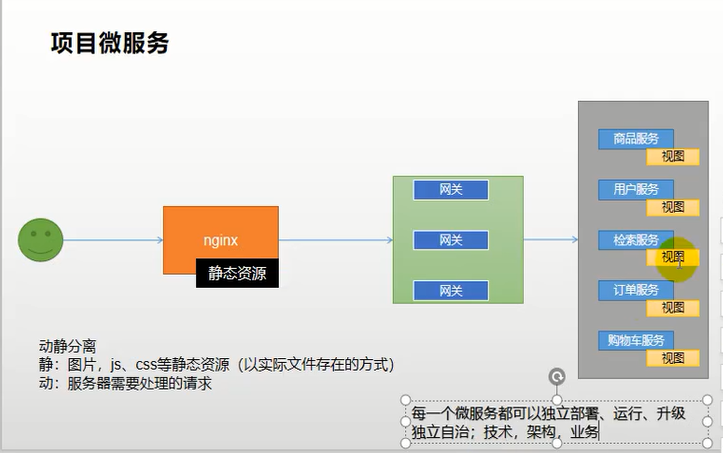 项目微服务
nginx
静态资源
网关
网关
网关
商品服务
视图
用户服务
视图
检索服务
视图
订单服务
视图
购物车服务
视图
动静分离
静：图片，js、css等静态资源（以实际文件存在的方式）
动：服务器需要处理的请求
每一个微服务都可以独立部署、运行、升级
独立自治；技术，架构，业务